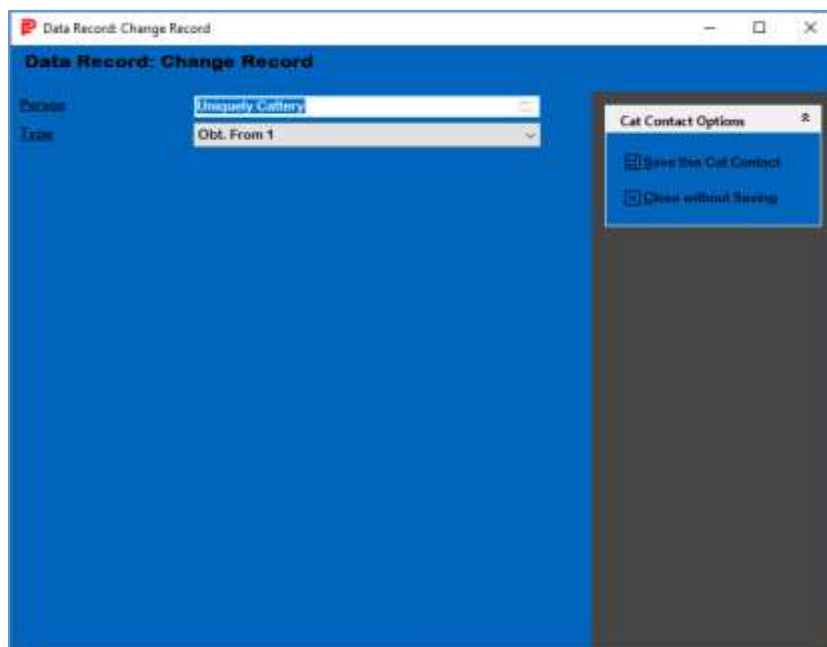 Data Record: Change Record
Data Record: Change Record
Person
Uniquely Cattery
Type
Obt. From 1
Cat Contact Options
Save this Cat Contact
Close without Saving